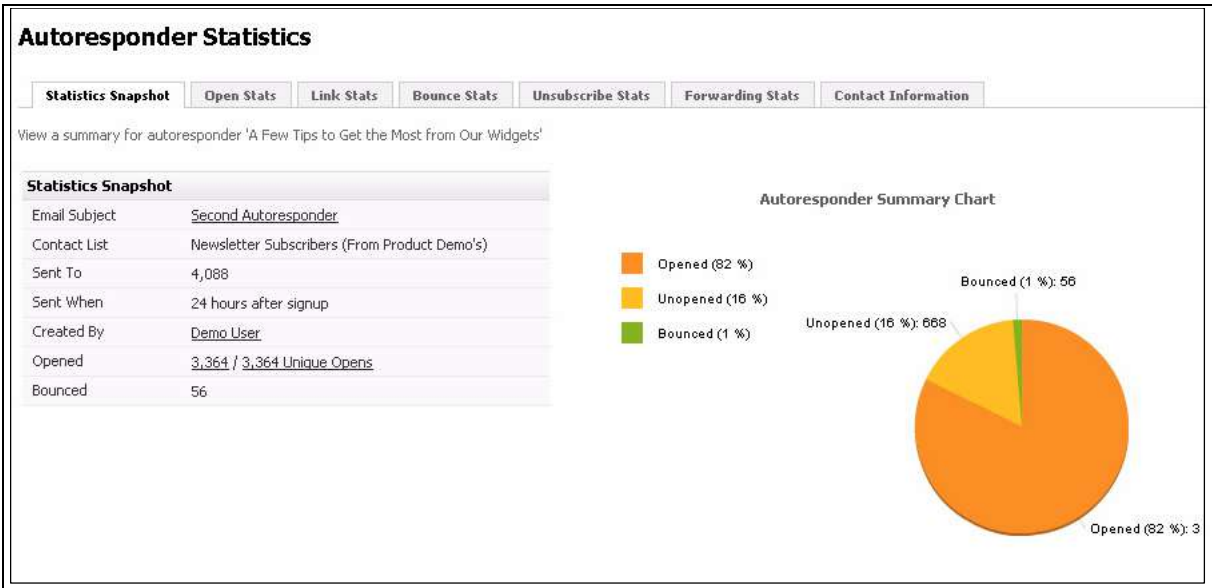 Autoresponder Statistics
Statistics Snapshot Open Stats Link Stats Bounce Stats Unsubscribe Stats Forwarding Stats Contact Information
View a summary for autoresponder 'A Few Tips to Get the Most from Our Widgets'
Statistics Snapshot
Email Subject Second Autoresponder
Contact List Newsletter Subscribers (From Product Demo's)
Sent To 4,088
Sent When 24 hours after signup
Created By Demo User
Opened 3,364 / 3,364 Unique Opens
Bounced 56
Autoresponder Summary Chart
Opened (82 %)
Unopened (16 %)
Bounced (1 %)
Bounced (1 %): 56
Unopened (16 %): 668
Opened (82 %): 3